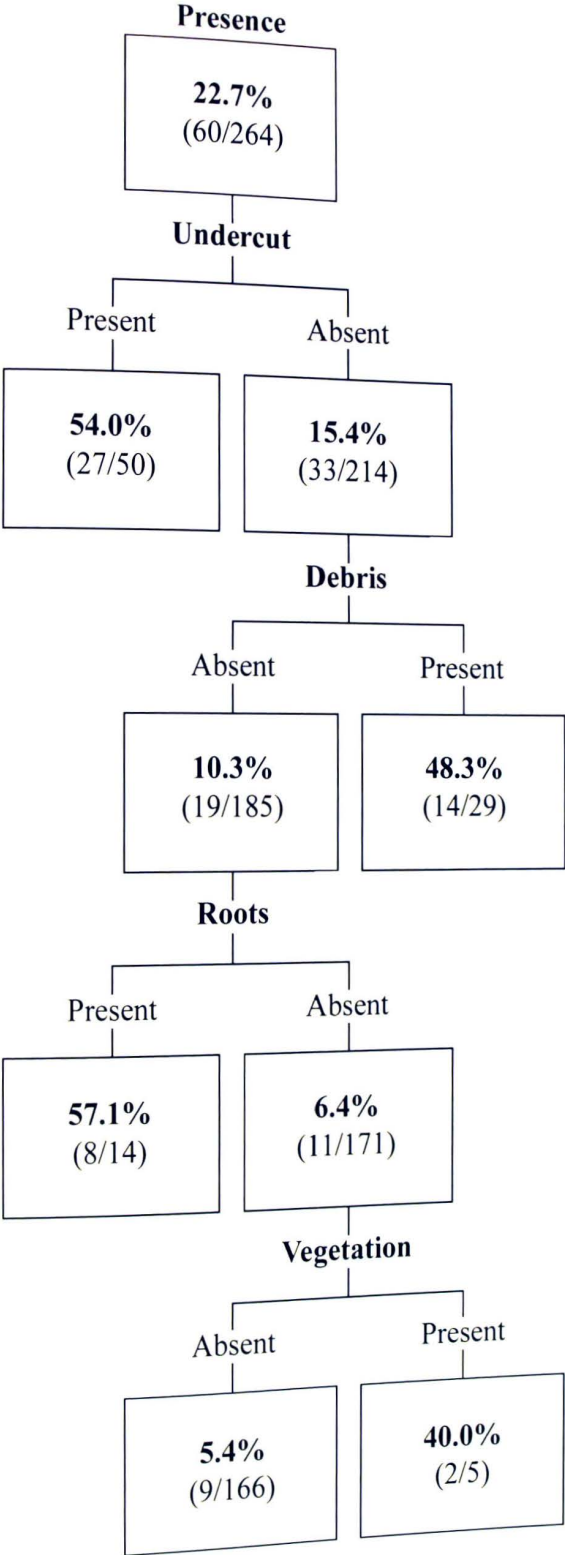 Presence
22.7%
(60/264)
Undercut
Present
Absent
54.0%
(27/50)
15.4%
(33/214)
Debris
Absent
Present
10.3%
(19/185)
48.3%
(14/29)
Roots
Present
Absent
57.1%
(8/14)
6.4%
(11/171)
Vegetation
Absent
Present
5.4%
(9/166)
40.0%
(2/5)